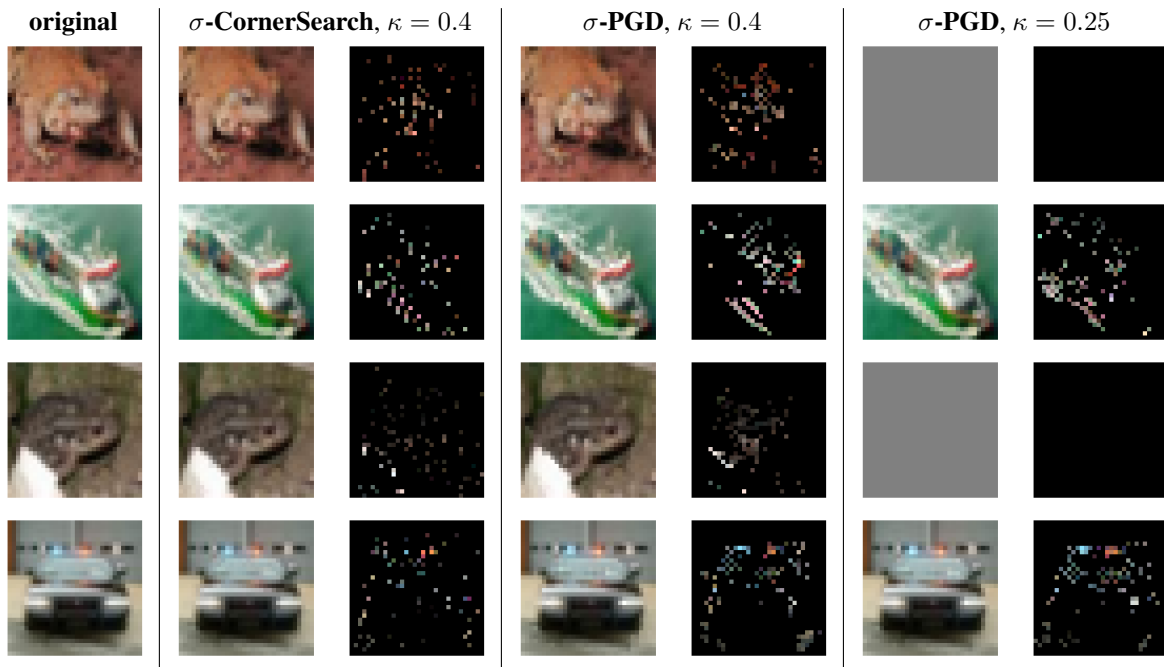 original σ-CornerSearch, κ = 0.4 σ-PGD, κ = 0.4 σ-PGD, κ = 0.25